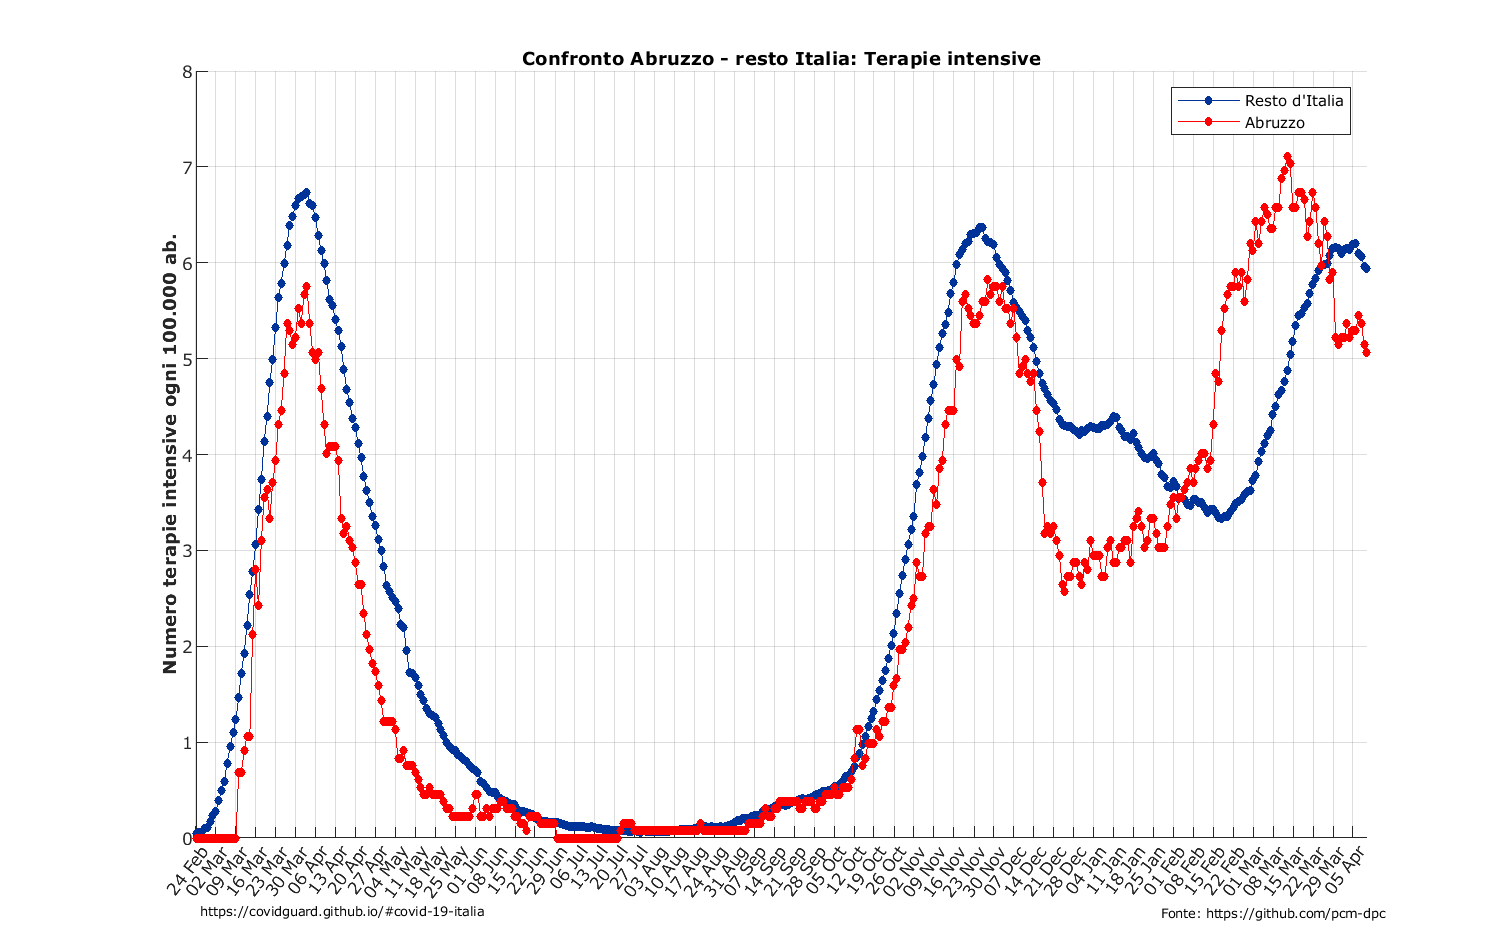 Confronto Abruzzo - resto Italia: Terapie intensive
8
7
6
5
4
3
2
1
0
Numero terapie intensive ogni 100.000 ab.
Resto d'Italia
Abruzzo
24 Feb
02 Mar
09 Mar
16 Mar
23 Mar
30 Mar
06 Apr
13 Apr
20 Apr
27 Apr
04 May
11 May
18 May
25 May
01 Jun
08 Jun
15 Jun
22 Jun
29 Jun
06 Jul
13 Jul
20 Jul
27 Jul
03 Aug
10 Aug
17 Aug
24 Aug
31 Aug
07 Sep
14 Sep
21 Sep
28 Sep
05 Oct
12 Oct
19 Oct
26 Oct
02 Nov
09 Nov
16 Nov
23 Nov
30 Nov
07 Dec
14 Dec
21 Dec
28 Dec
04 Jan
11 Jan
18 Jan
25 Jan
01 Feb
08 Feb
15 Feb
22 Feb
01 Mar
08 Mar
15 Mar
22 Mar
29 Mar
05 Apr
https://covidguard.github.io/#covid-19-italia
Fonte: https://github.com/pcm-dpc